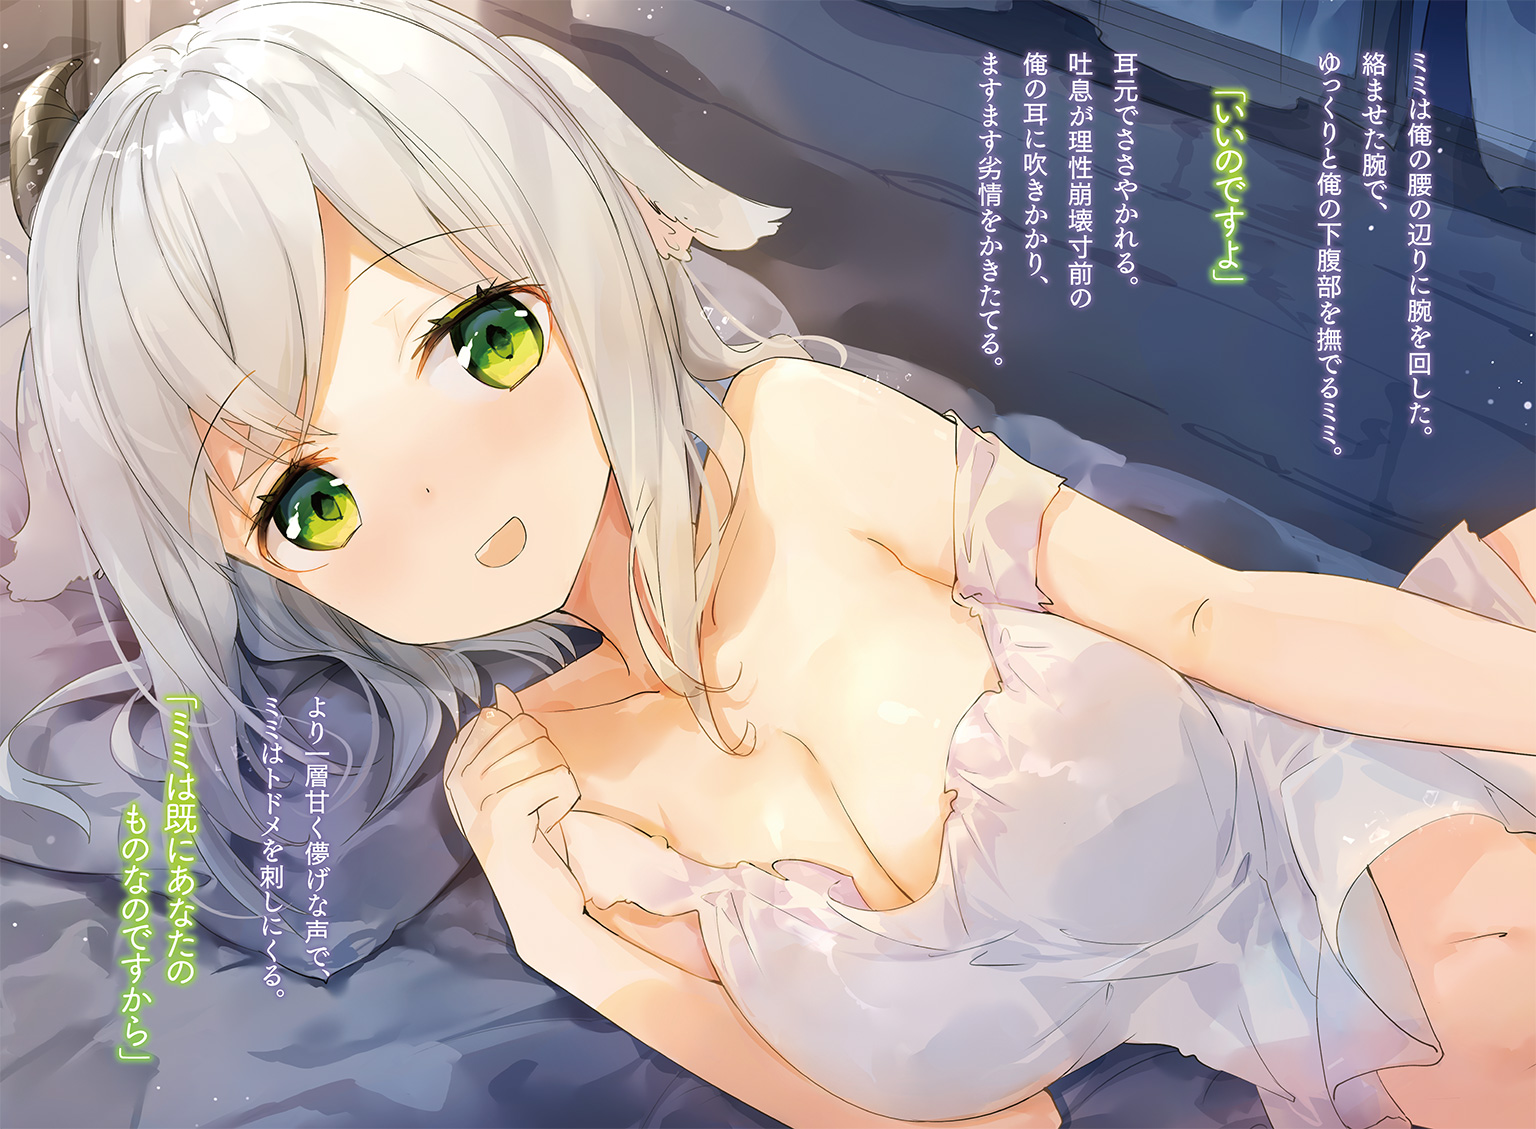 ミミは俺の腰の辺りに腕を回した。
絡ませた腕で、
ゆっくりと俺の下腹部を撫でるミミ。
「いいのですよ」
耳元でささやかれる。
吐息が理性崩壊寸前の
俺の耳に吹きかかり、
ますます劣情をかきたてる。
より一層甘く儚げな声で、
ミミはトドメを刺しにくる。
「ミミは既にあなたの
ものなのですから」